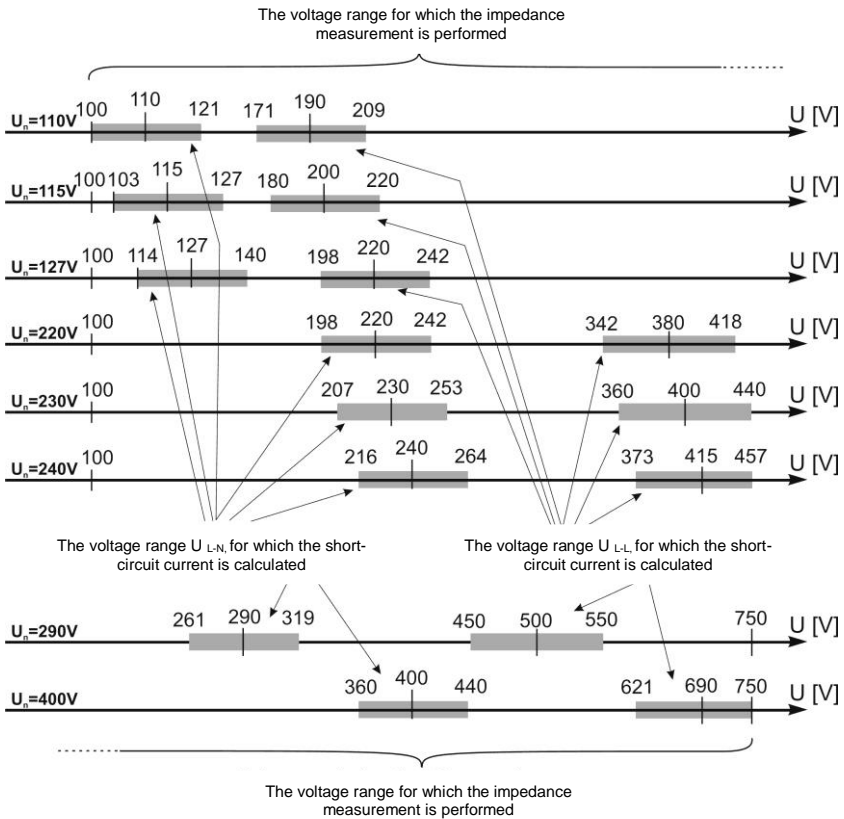 The voltage range for which the impedance
measurement is performed
100 110 121 171 190 209 U [V]
Un=110V
100 103 115 127 180 200 220 U [V]
Un=115V
100 114 127 140 198 220 242 U [V]
Un=127V
100 198 220 242 342 380 418 U [V]
Un=220V
100 207 230 253 360 400 440 U [V]
Un=230V
100 216 240 264 373 415 457 U [V]
Un=240V
The voltage range U L-N, for which the short-
circuit current is calculated
The voltage range U L-L, for which the short-
circuit current is calculated
261 290 319 450 500 550 750 U [V]
Un=290V
360 400 440 621 690 750 U [V]
Un=400V
The voltage range for which the impedance
measurement is performed